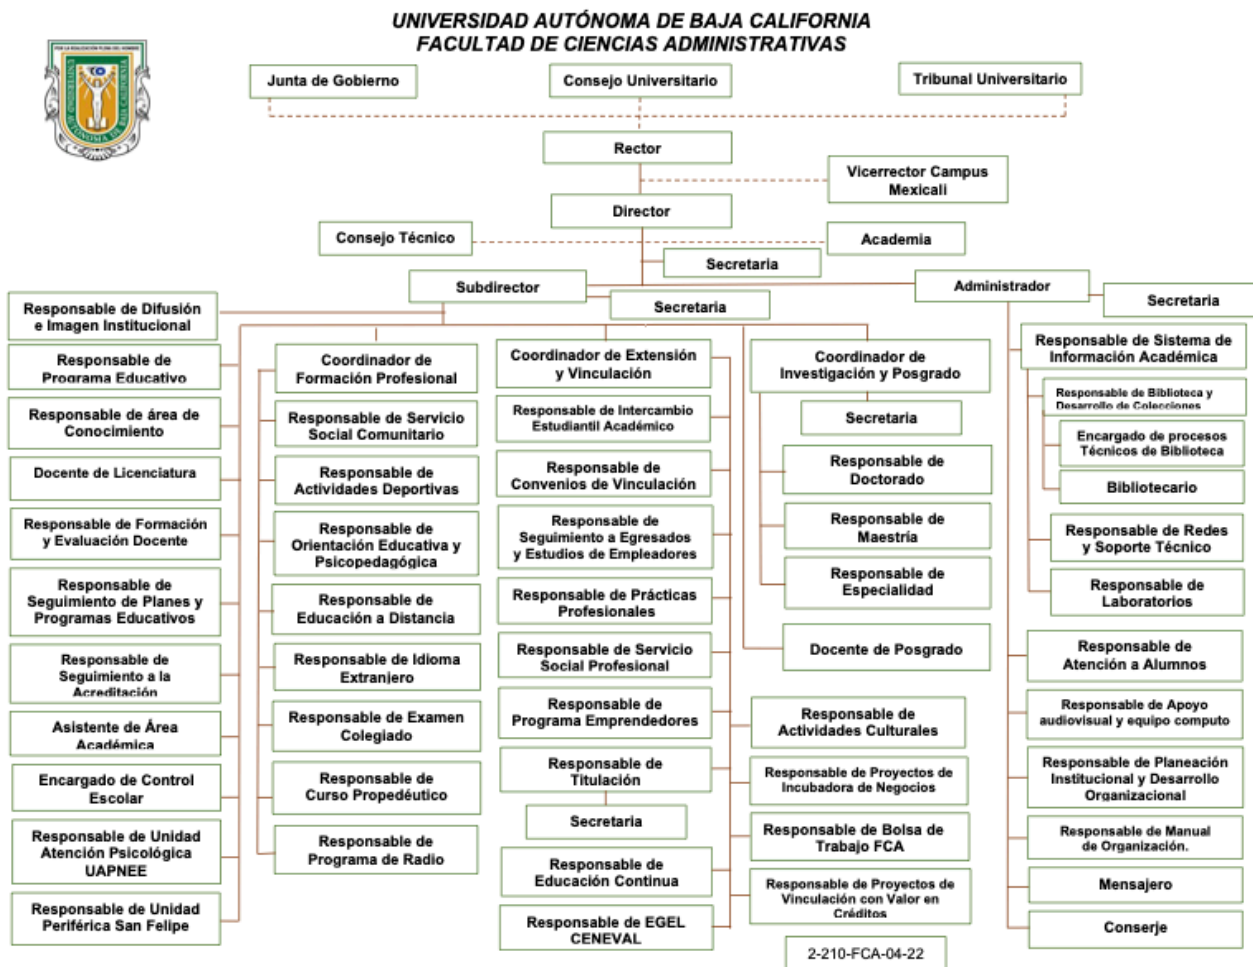 UNIVERSIDAD AUTÓNOMA DE BAJA CALIFORNIA
FACULTAD DE CIENCIAS ADMINISTRATIVAS
POR LA REALIZACIÓN PLENA DEL HOMBRE
UNIVERSIDAD AUTÓNOMA DE BAJA CALIFORNIA
Junta de Gobierno
Consejo Universitario
Tribunal Universitario
Rector
Vicerrector Campus
Mexicali
Director
Consejo Técnico
Academia
Secretaria
Subdirector
Secretaria
Administrador
Secretaria
Responsable de Difusión
e Imagen Institucional
Responsable de
Programa Educativo
Responsable de área de
Conocimiento
Docente de Licenciatura
Responsable de Formación
y Evaluación Docente
Responsable de
Seguimiento de Planes y
Programas Educativos
Responsable de
Seguimiento a la
Acreditación
Asistente de Área
Académica
Encargado de Control
Escolar
Responsable de Unidad
Atención Psicológica
UAPNEE
Responsable de Unidad
Periférica San Felipe
Coordinador de
Formación Profesional
Responsable de Servicio
Social Comunitario
Responsable de
Actividades Deportivas
Responsable de
Orientación Educativa y
Psicopedagógica
Responsable de
Educación a Distancia
Responsable de Idioma
Extranjero
Responsable de Examen
Colegiado
Responsable de
Curso Propedéutico
Responsable de
Programa de Radio
Coordinador de Extensión
y Vinculación
Responsable de Intercambio
Estudiantil Académico
Responsable de
Convenios de Vinculación
Responsable de
Seguimiento a Egresados
y Estudios de Empleadores
Responsable de Prácticas
Profesionales
Responsable de Servicio
Social Profesional
Responsable de
Programa Emprendedores
Responsable de
Titulación
Secretaria
Responsable de
Educación Continua
Responsable de EGEL
CENEVAL
Coordinador de
Investigación y Posgrado
Secretaria
Responsable de
Doctorado
Responsable de
Maestría
Responsable de
Especialidad
Docente de Posgrado
Responsable de
Actividades Culturales
Responsable de Proyectos de
Incubadora de Negocios
Responsable de Bolsa de
Trabajo FCA
Responsable de Proyectos de
Vinculación con Valor en
Créditos
2-210-FCA-04-22
Responsable de Sistema de
Información Académica
Responsable de Biblioteca y
Desarrollo de Colecciones
Encargado de procesos
Técnicos de Biblioteca
Bibliotecario
Responsable de Redes
y Soporte Técnico
Responsable de
Laboratorios
Responsable de
Atención a Alumnos
Responsable de Apoyo
audiovisual y equipo computo
Responsable de Planeación
Institucional y Desarrollo
Organizacional
Responsable de Manual
de Organización.
Mensajero
Conserje